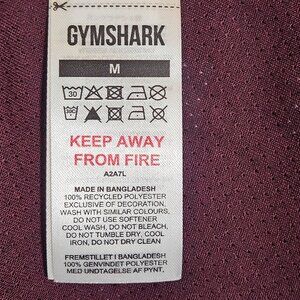 GYMSHARK
M
30
KEEP AWAY
FROM FIRE
A2A7L
MADE IN BANGLADESH
100% RECYCLED POLYESTER
EXCLUSIVE OF DECORATION,
WASH WITH SIMILAR COLOURS,
DO NOT USE SOFTENER
COOL WASH, DO NOT BLEACH,
DO NOT TUMBLE DRY, COOL
IRON, DO NOT DRY CLEAN
FREMSTILLET I BANGLADESH
100% GENVINDET POLYESTER
MED UNDTAGELSE AF PYNT,